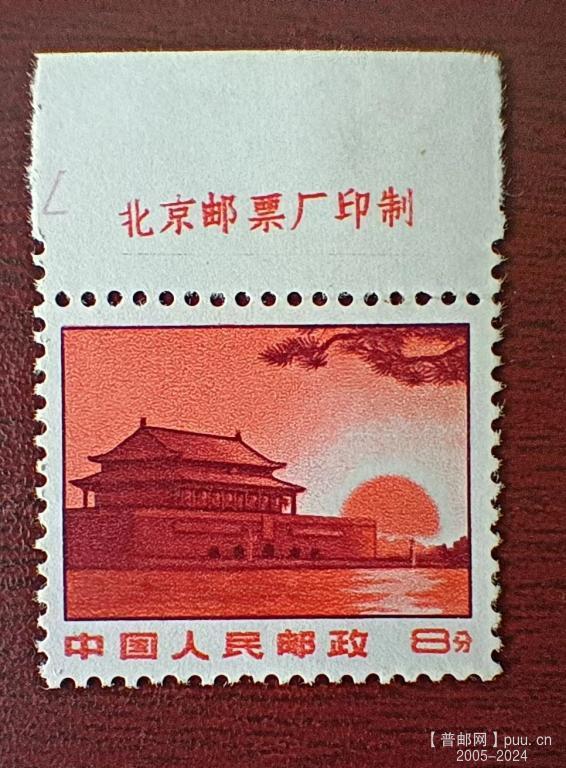 北京邮票厂印制
中国人民邮政 8分
【普邮网】puu.cn
2005-2024